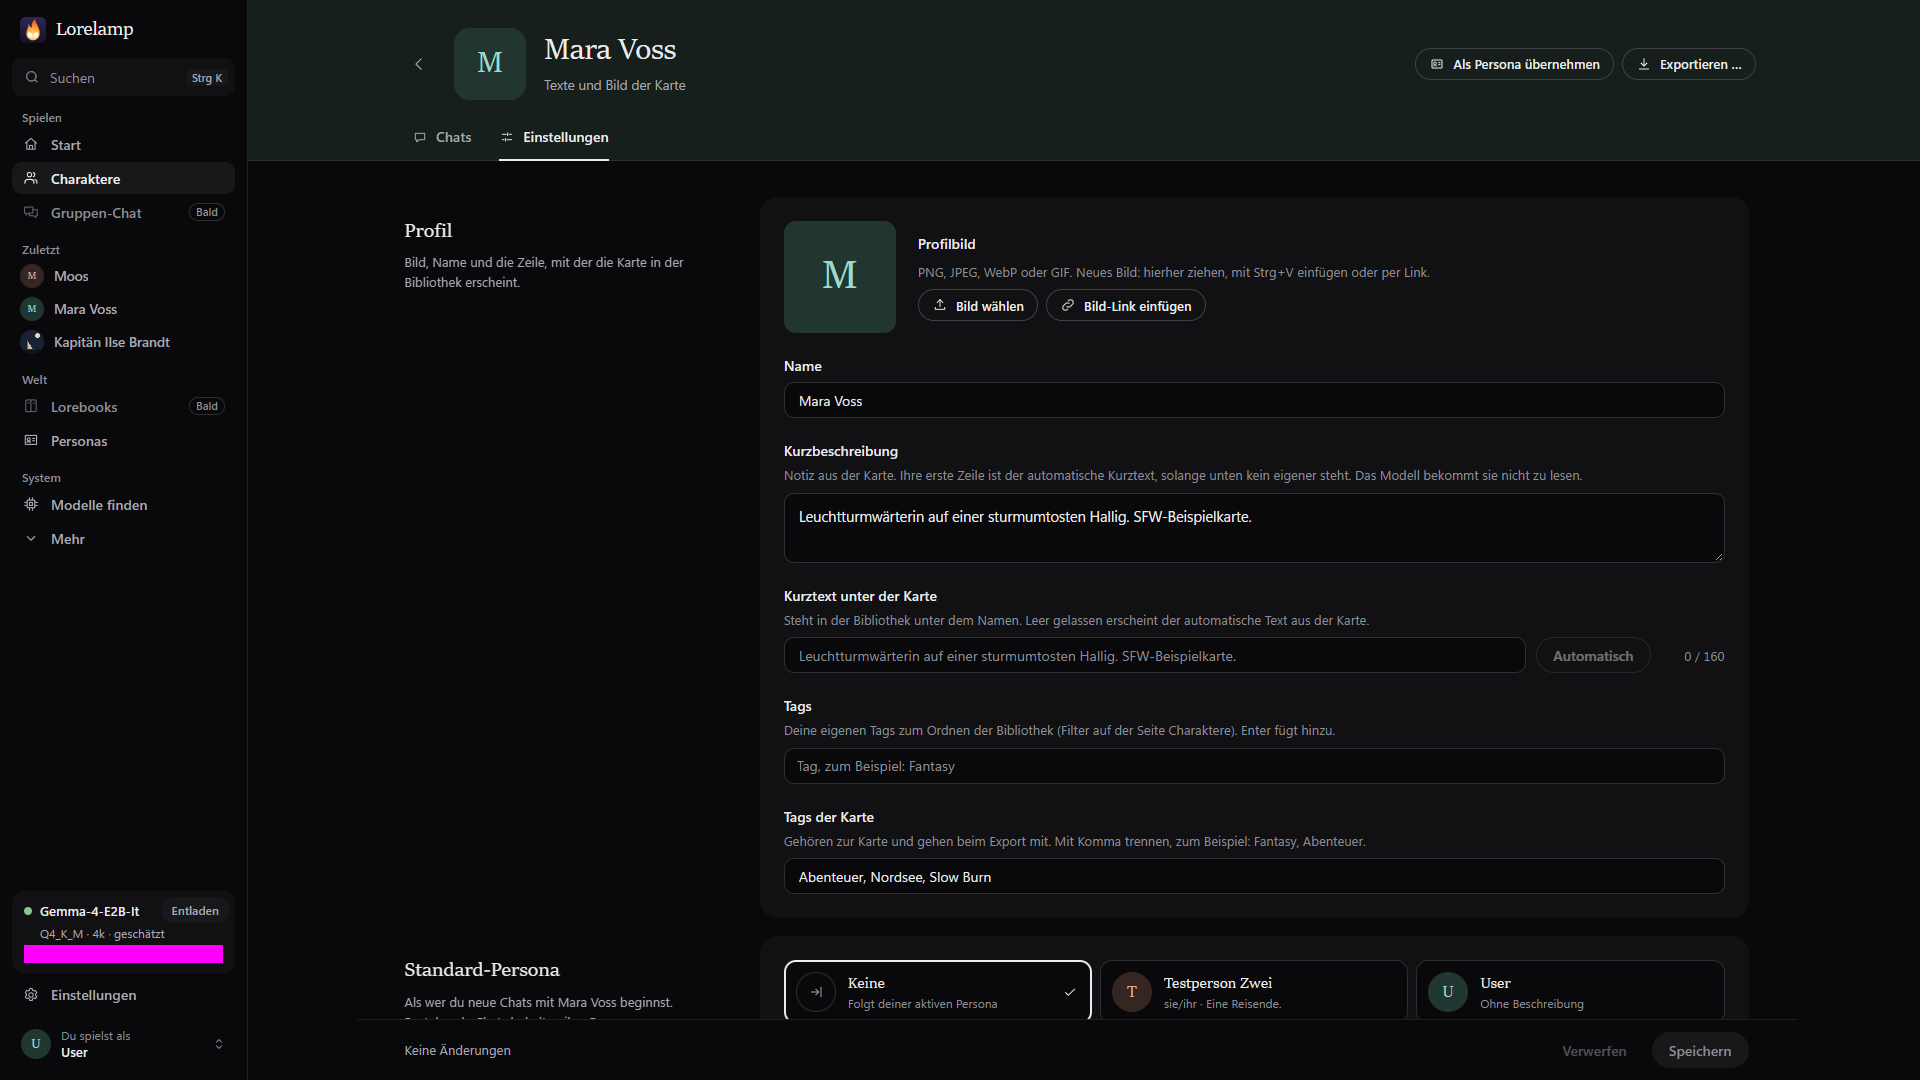 Lorelamp
Suchen
Strg K
Spielen
Start
Charaktere
Gruppen-Chat
Bald
Zuletzt
M
Moos
M
Mara Voss
Kapitän Ilse Brandt
Welt
Lorebooks
Bald
Personas
System
Modelle finden
Mehr
Gemma-4-E2B-It
Entladen
Q4_K_M · 4k · geschätzt
Einstellungen
U
Du spielst als
User
M
Mara Voss
Texte und Bild der Karte
Als Persona übernehmen
Exportieren ...
Chats
Einstellungen
Profil
Bild, Name und die Zeile, mit der die Karte in der
Bibliothek erscheint.
M
Profilbild
PNG, JPEG, WebP oder GIF. Neues Bild: hierher ziehen, mit Strg+V einfügen oder per Link.
Bild wählen
Bild-Link einfügen
Name
Mara Voss
Kurzbeschreibung
Notiz aus der Karte. Ihre erste Zeile ist der automatische Kurztext, solange unten kein eigener steht. Das Modell bekommt sie nicht zu lesen.
Leuchtturmwärterin auf einer sturmumtosten Hallig. SFW-Beispielkarte.
Kurztext unter der Karte
Steht in der Bibliothek unter dem Namen. Leer gelassen erscheint der automatische Text aus der Karte.
Leuchtturmwärterin auf einer sturmumtosten Hallig. SFW-Beispielkarte.
Automatisch
0 / 160
Tags
Deine eigenen Tags zum Ordnen der Bibliothek (Filter auf der Seite Charaktere). Enter fügt hinzu.
Tag, zum Beispiel: Fantasy
Tags der Karte
Gehören zur Karte und gehen beim Export mit. Mit Komma trennen, zum Beispiel: Fantasy, Abenteuer.
Abenteuer, Nordsee, Slow Burn
Standard-Persona
Als wer du neue Chats mit Mara Voss beginnst.
Keine
Folgt deiner aktiven Persona
T
Testperson Zwei
sie/ihr · Eine Reisende.
U
User
Ohne Beschreibung
Keine Änderungen
Verwerfen
Speichern